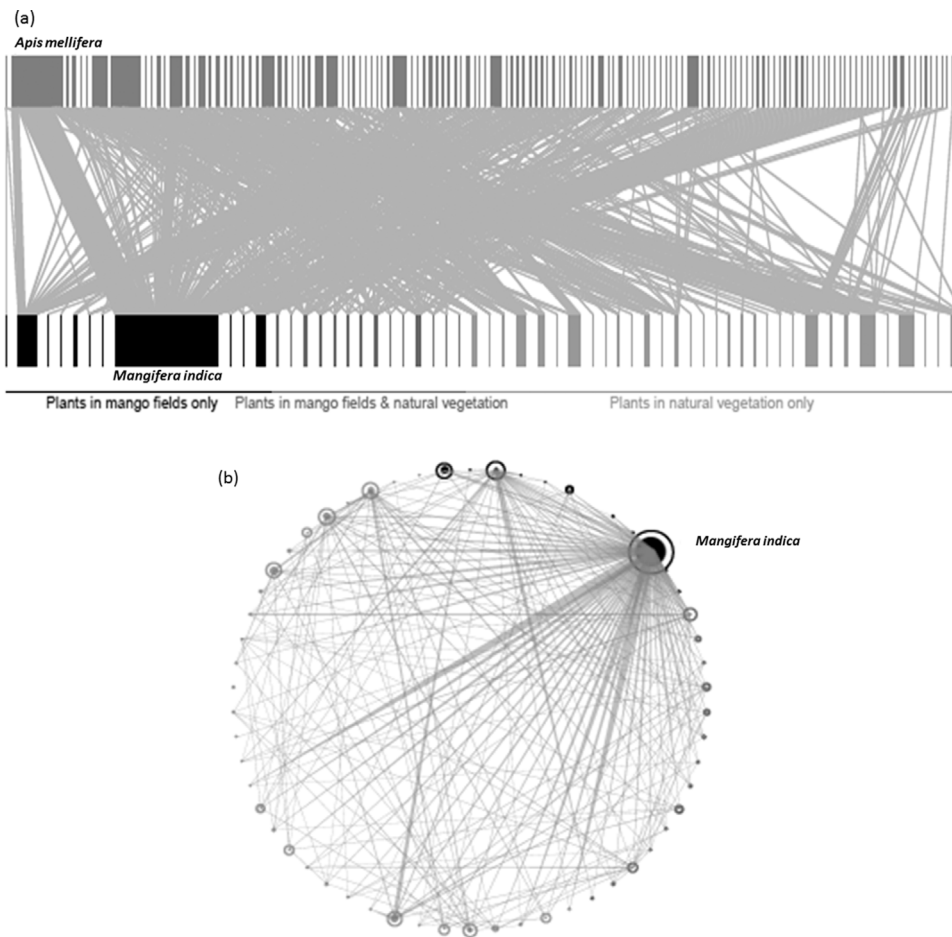 (a)
Apis mellifera
Mangifera indica
Plants in mango fields only Plants in mango fields & natural vegetation Plants in natural vegetation only
(b)
Mangifera indica